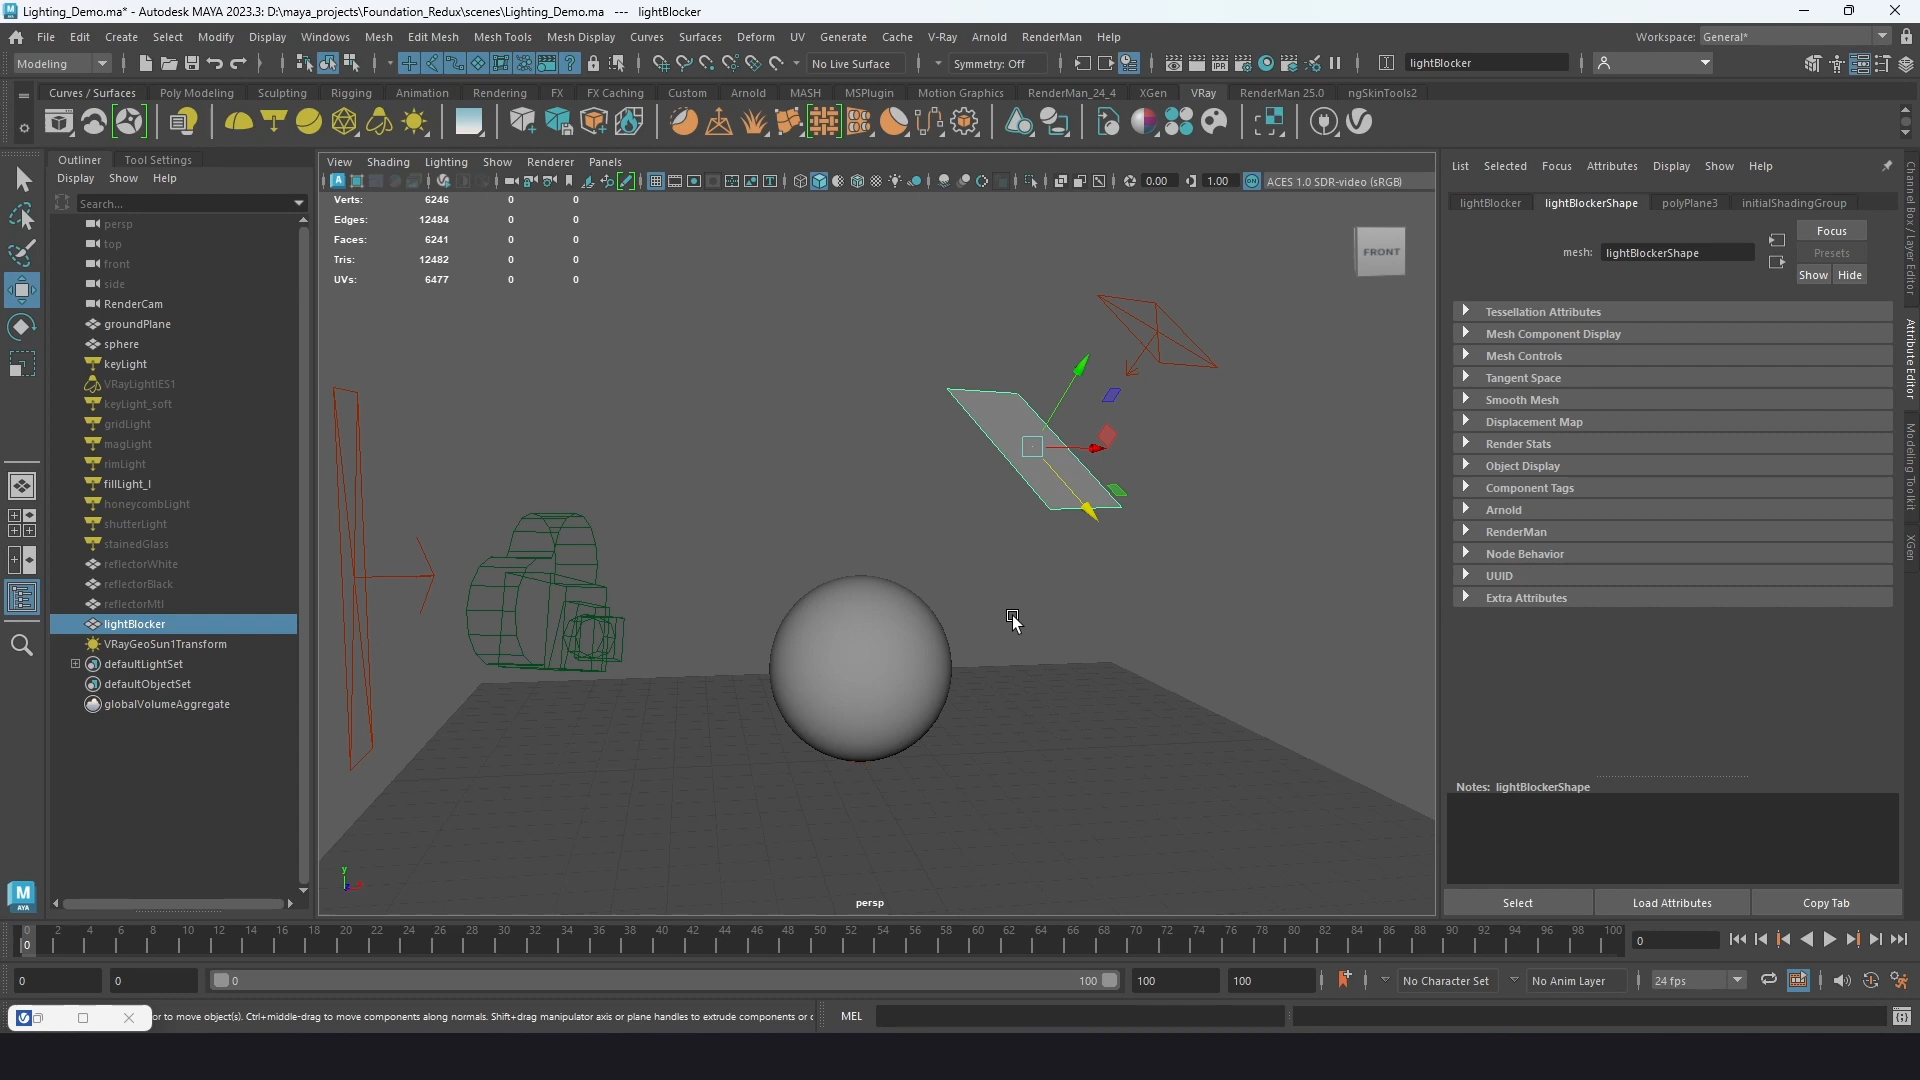 Lighting_Demo.ma* - Autodesk MAYA 2023.3: D:\maya_projects\Foundation_Redux\scenes\Lighting_Demo.ma --- lightBlocker
File Edit Create Select Modify Display Windows Mesh Edit Mesh Mesh Tools Mesh Display Curves Surfaces Deform UV Generate Cache V-Ray Arnold RenderMan Help
Workspace: General*
Modeling
No Live Surface
Symmetry: Off
lightBlocker
Curves / Surfaces Poly Modeling Sculpting Rigging Animation Rendering FX FX Caching Custom Arnold MASH MSPlugin Motion Graphics RenderMan_24_4 XGen VRay RenderMan 25.0 ngSkinTools2
Outliner Tool Settings
Display Show Help
Search...
persp
top
front
side
RenderCam
groundPlane
sphere
keyLight
VRayLightIES1
keyLight_soft
gridLight
magLight
rimLight
fillLight_l
honeycombLight
shutterLight
stainedGlass
reflectorWhite
reflectorBlack
reflectorMtl
lightBlocker
VRayGeoSun1Transform
defaultLightSet
defaultObjectSet
globalVolumeAggregate
View Shading Lighting Show Renderer Panels
0.00 1.00 ON ACES 1.0 SDR-video (sRGB)
Verts: 6246 0 0
Edges: 12484 0 0
Faces: 6241 0 0
Tris: 12482 0 0
UVs: 6477 0 0
FRONT
y
persp
List Selected Focus Attributes Display Show Help
lightBlocker lightBlockerShape polyPlane3 initialShadingGroup
mesh: lightBlockerShape
Focus
Presets
Show Hide
Tessellation Attributes
Mesh Component Display
Mesh Controls
Tangent Space
Smooth Mesh
Displacement Map
Render Stats
Object Display
Component Tags
Arnold
RenderMan
Node Behavior
UUID
Extra Attributes
Notes: lightBlockerShape
Select Load Attributes Copy Tab
Channel Box / Layer Editor
Attribute Editor
Modeling Toolkit
XGen
0 2 4 6 8 10 12 14 16 18 20 22 24 26 28 30 32 34 36 38 40 42 44 46 48 50 52 54 56 58 60 62 64 66 68 70 72 74 76 78 80 82 84 86 88 90 92 94 96 98 100
0
0
0 0 0 100 100 100 No Character Set No Anim Layer 24 fps
or to move object(s). Ctrl+middle-drag to move components along normals. Shift+drag manipulator axis or plane handles to extrude components or
MEL
M
AYA
IPR